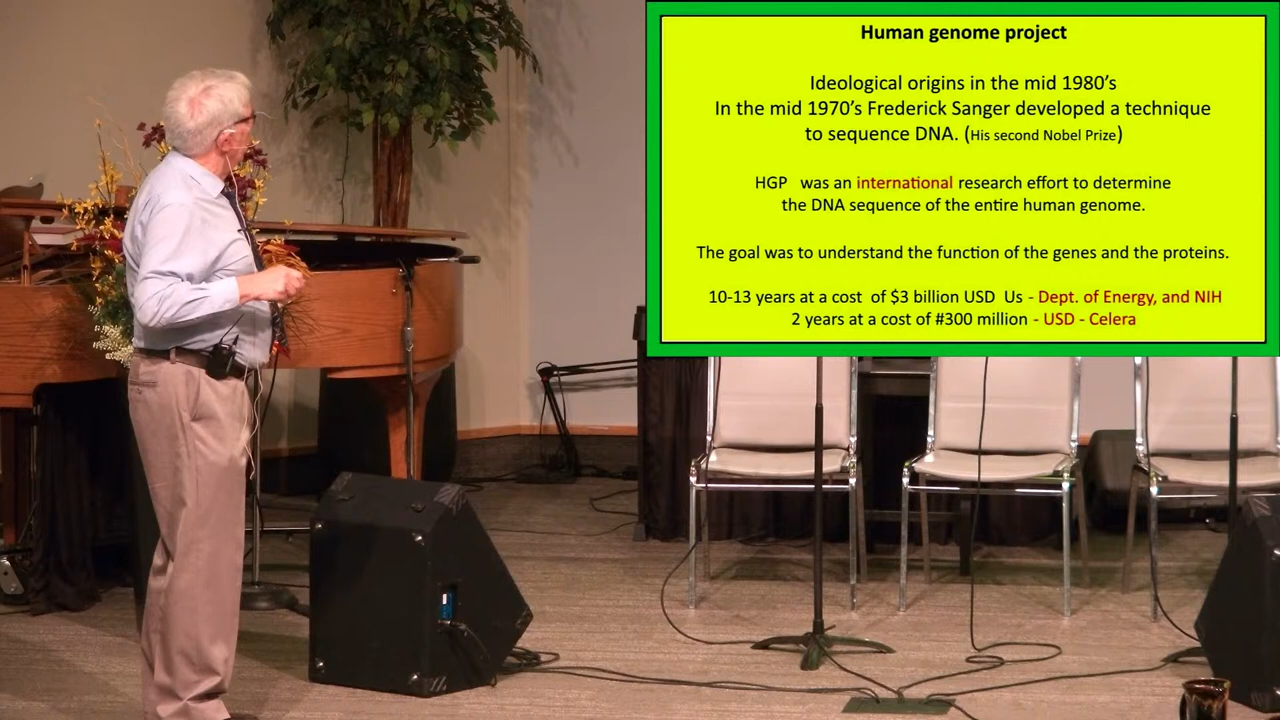 Human genome project
Ideological origins in the mid 1980's
In the mid 1970's Frederick Sanger developed a technique
to sequence DNA. (His second Nobel Prize)
HGP was an international research effort to determine
the DNA sequence of the entire human genome.
The goal was to understand the function of the genes and the proteins.
10-13 years at a cost of $3 billion USD Us - Dept. of Energy, and NIH
2 years at a cost of #300 million - USD - Celera